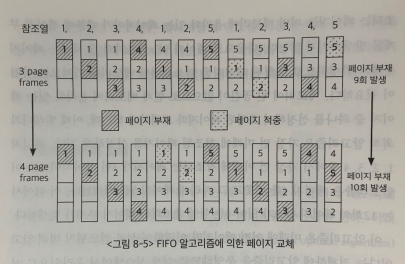 참조열 1, 2, 3, 4, 1, 2, 5, 1, 2, 3, 4, 5
1 1 1 4 4 4 5 5 5 5 5 5
3 page 2 2 2 1 1 1 1 1 3 3 3 페이지 부재
frames 3 3 3 2 2 2 2 2 4 4 9회 발생
페이지 부재 페이지 적중
1 1 1 1 1 1 5 5 5 5 4 4
4 page 2 2 2 2 2 2 1 1 1 1 5 페이지 부재
frames 3 3 3 3 3 3 2 2 2 2 10회 발생
4 4 4 4 4 4 3 3 3
<그림 8-5> FIFO 알고리즘에 의한 페이지 교체